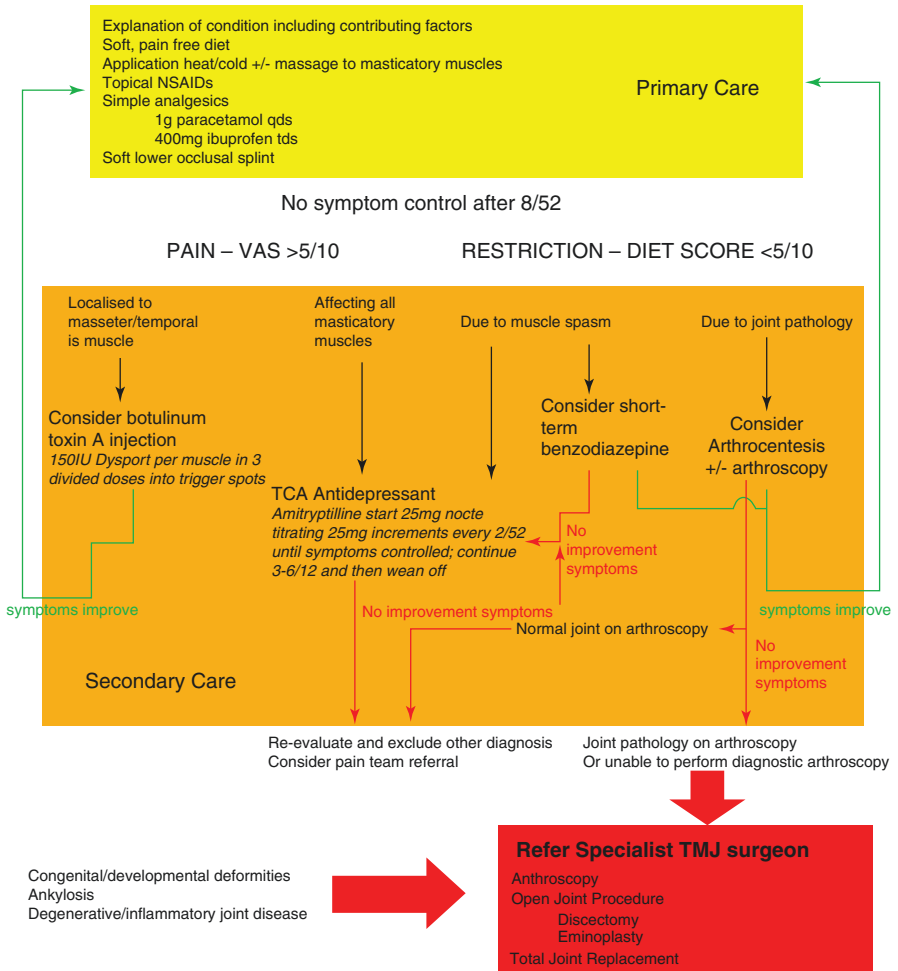 Explanation of condition including contributing factors
Soft, pain free diet
Application heat/cold +/- massage to masticatory muscles
Topical NSAIDs
Simple analgesics
1g paracetamol qds
400mg ibuprofen tds
Soft lower occlusal splint
Primary Care
No symptom control after 8/52
PAIN – VAS >5/10
RESTRICTION – DIET SCORE <5/10
Localised to
masseter/temporal
is muscle
Affecting all
masticatory
muscles
Due to muscle spasm
Due to joint pathology
Consider botulinum
toxin A injection
150IU Dysport per muscle in 3
divided doses into trigger spots
Consider short-
term
benzodiazepine
Consider
Arthrocentesis
+/- arthroscopy
TCA Antidepressant
Amitryptilline start 25mg nocte
titrating 25mg increments every 2/52
until symptoms controlled; continue
3-6/12 and then wean off
No
improvement
symptoms
symptoms improve
No improvement symptoms
symptoms improve
Normal joint on arthroscopy
No
improvement
symptoms
Secondary Care
Re-evaluate and exclude other diagnosis
Consider pain team referral
Joint pathology on arthroscopy
Or unable to perform diagnostic arthroscopy
Congenital/developmental deformities
Ankylosis
Degenerative/inflammatory joint disease
Refer Specialist TMJ surgeon
Anthroscopy
Open Joint Procedure
Discectomy
Eminoplasty
Total Joint Replacement